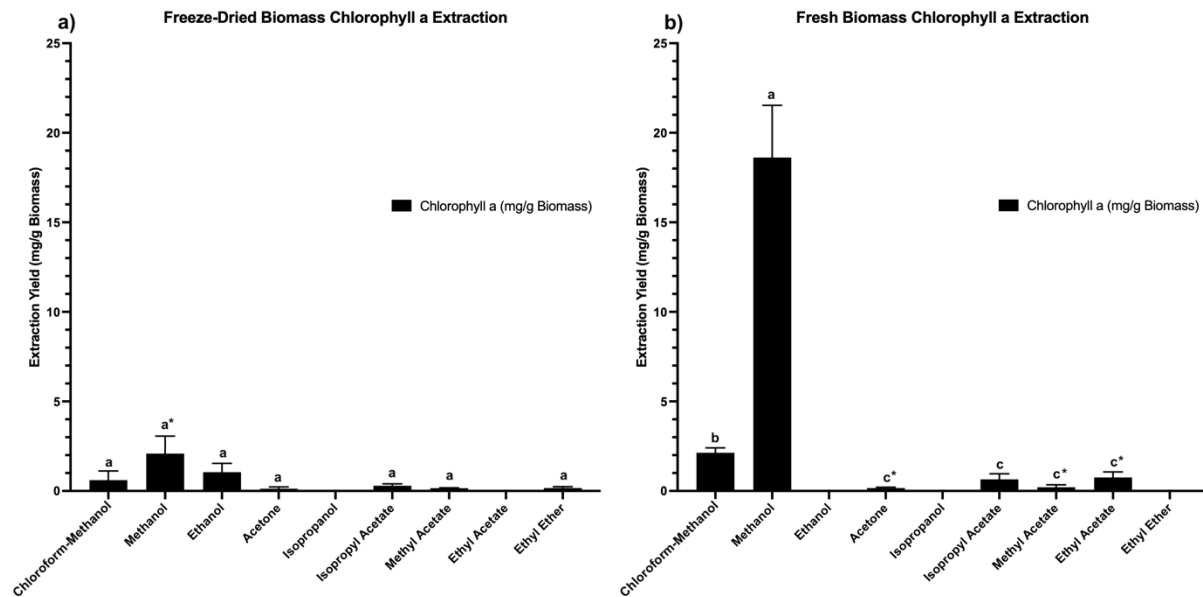 a)
Freeze-Dried Biomass Chlorophyll a Extraction
Extraction Yield (mg/g Biomass)
25
20
15
10
5
0
a
a*
a
a
a
a
a
Chlorophyll a (mg/g Biomass)
Chloroform-Methanol
Methanol
Ethanol
Acetone
Isopropanol
Isopropyl Acetate
Methyl Acetate
Ethyl Acetate
Ethyl Ether
b)
Fresh Biomass Chlorophyll a Extraction
Extraction Yield (mg/g Biomass)
25
20
15
10
5
0
b
a
c*
c
c*
c*
Chlorophyll a (mg/g Biomass)
Chloroform-Methanol
Methanol
Ethanol
Acetone
Isopropanol
Isopropyl Acetate
Methyl Acetate
Ethyl Acetate
Ethyl Ether